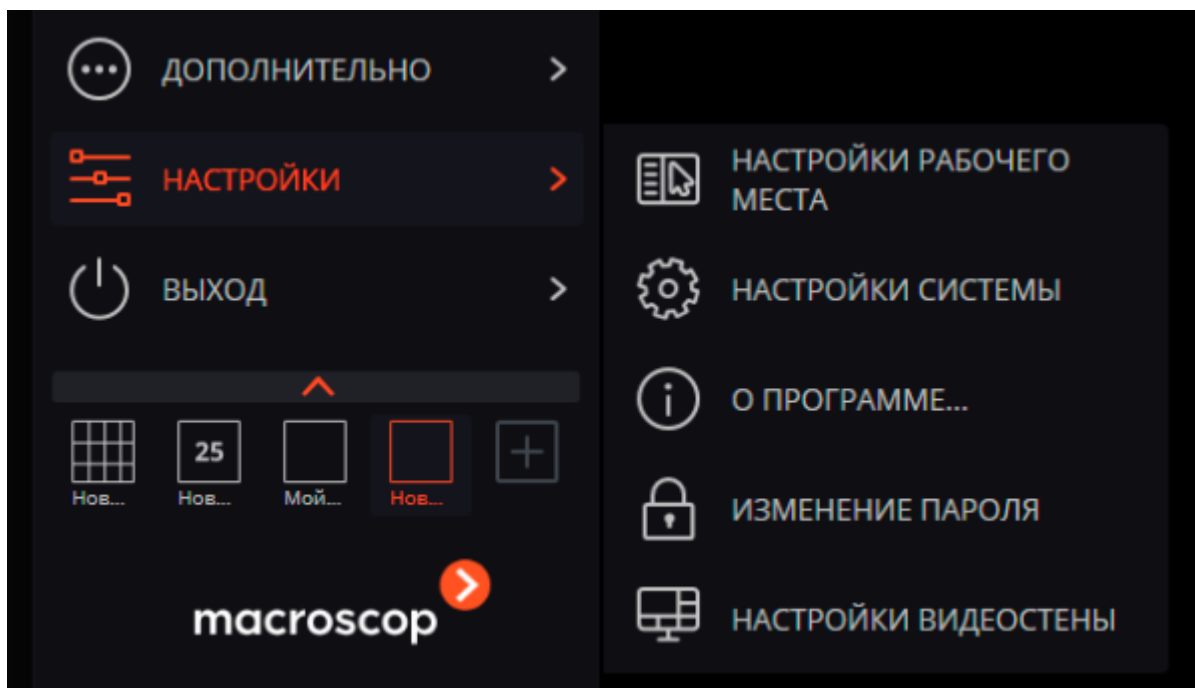 ДОПОЛНИТЕЛЬНО
НАСТРОЙКИ
ВЫХОД
25
Нов...
Нов...
Мой...
Нов...
macroscop
НАСТРОЙКИ РАБОЧЕГО
МЕСТА
НАСТРОЙКИ СИСТЕМЫ
О ПРОГРАММЕ...
ИЗМЕНЕНИЕ ПАРОЛЯ
НАСТРОЙКИ ВИДЕОСТЕНЫ